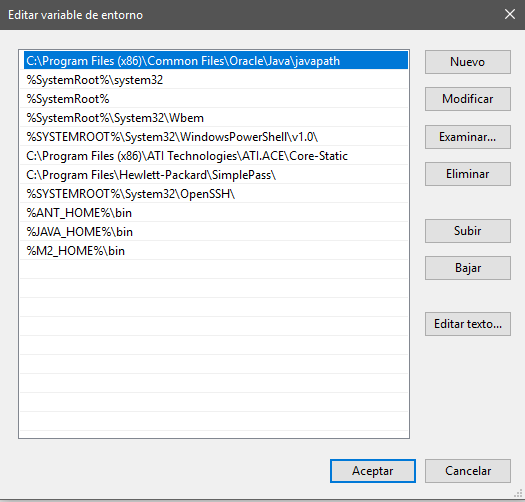 Editar variable de entorno
C:\Program Files (x86)\Common Files\Oracle\Java\javapath
%SystemRoot%\system32
%SystemRoot%
%SystemRoot%\System32\Wbem
%SYSTEMROOT%\System32\WindowsPowerShell\v1.0\
C:\Program Files (x86)\ATI Technologies\ATI.ACE\Core-Static
C:\Program Files\Hewlett-Packard\SimplePass\
%SYSTEMROOT%\System32\OpenSSH\
%ANT_HOME%\bin
%JAVA_HOME%\bin
%M2_HOME%\bin
Nuevo
Modificar
Examinar...
Eliminar
Subir
Bajar
Editar texto...
Aceptar
Cancelar